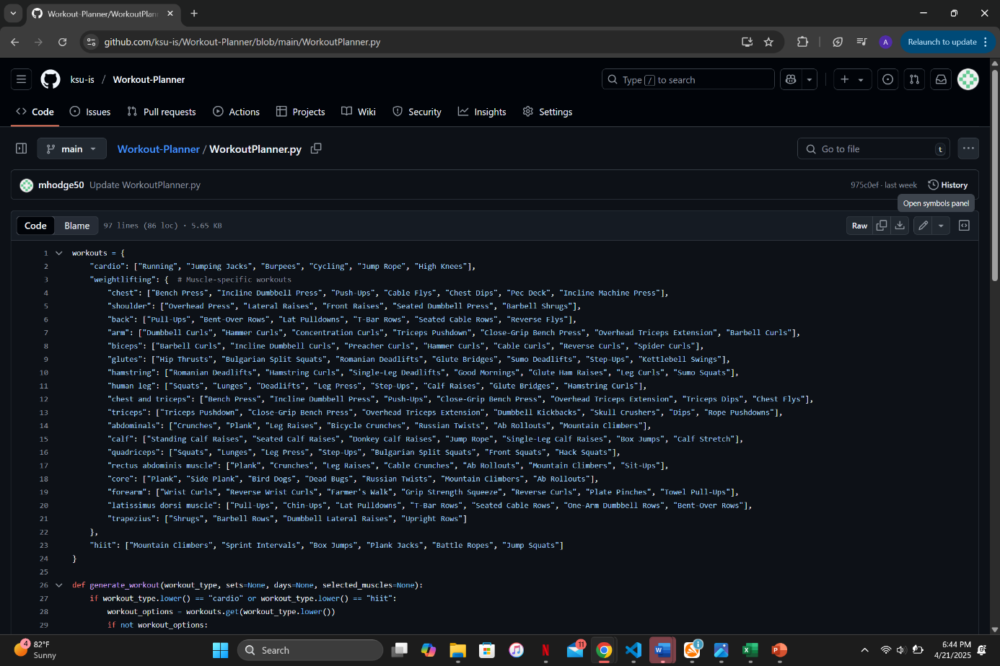 Workout-Planner/WorkoutPlann
github.com/ksu-is/Workout-Planner/blob/main/WorkoutPlanner.py
A
Relaunch to update
ksu-is / Workout-Planner
Type / to search
Code
Issues
Pull requests
Actions
Projects
Wiki
Security
Insights
Settings
main
Workout-Planner / WorkoutPlanner.py
Go to file
t
mhodge50 Update WorkoutPlanner.py
975c0ef · last week
History
Open symbols panel
Code
Blame
97 lines (86 loc) · 5.65 KB
Raw
1 workouts = {
2 "cardio": ["Running", "Jumping Jacks", "Burpees", "Cycling", "Jump Rope", "High Knees"],
3 "weightlifting": { # Muscle-specific workouts
4 "chest": ["Bench Press", "Incline Dumbbell Press", "Push-Ups", "Cable Flys", "Chest Dips", "Pec Deck", "Incline Machine Press"],
5 "shoulder": ["Overhead Press", "Lateral Raises", "Front Raises", "Seated Dumbbell Press", "Barbell Shrugs"],
6 "back": ["Pull-Ups", "Bent-Over Rows", "Lat Pulldowns", "T-Bar Rows", "Seated Cable Rows", "Reverse Flys"],
7 "arm": ["Dumbbell Curls", "Hammer Curls", "Concentration Curls", "Triceps Pushdown", "Close-Grip Bench Press", "Overhead Triceps Extension", "Barbell Curls"],
8 "biceps": ["Barbell Curls", "Incline Dumbbell Curls", "Preacher Curls", "Hammer Curls", "Cable Curls", "Reverse Curls", "Spider Curls"],
9 "glutes": ["Hip Thrusts", "Bulgarian Split Squats", "Romanian Deadlifts", "Glute Bridges", "Sumo Deadlifts", "Step-Ups", "Kettlebell Swings"],
10 "hamstring": ["Romanian Deadlifts", "Hamstring Curls", "Single-Leg Deadlifts", "Good Mornings", "Glute Ham Raises", "Leg Curls", "Sumo Squats"],
11 "human leg": ["Squats", "Lunges", "Deadlifts", "Leg Press", "Step-Ups", "Calf Raises", "Glute Bridges", "Hamstring Curls"],
12 "chest and triceps": ["Bench Press", "Incline Dumbbell Press", "Push-Ups", "Close-Grip Bench Press", "Overhead Triceps Extension", "Triceps Dips", "Chest Flys"],
13 "triceps": ["Triceps Pushdown", "Close-Grip Bench Press", "Overhead Triceps Extension", "Dumbbell Kickbacks", "Skull Crushers", "Dips", "Rope Pushdowns"],
14 "abdominals": ["Crunches", "Plank", "Leg Raises", "Bicycle Crunches", "Russian Twists", "Ab Rollouts", "Mountain Climbers"],
15 "calf": ["Standing Calf Raises", "Seated Calf Raises", "Donkey Calf Raises", "Jump Rope", "Single-Leg Calf Raises", "Box Jumps", "Calf Stretch"],
16 "quadriceps": ["Squats", "Lunges", "Leg Press", "Step-Ups", "Bulgarian Split Squats", "Front Squats", "Hack Squats"],
17 "rectus abdominis muscle": ["Plank", "Crunches", "Leg Raises", "Cable Crunches", "Ab Rollouts", "Mountain Climbers", "Sit-Ups"],
18 "core": ["Plank", "Side Plank", "Bird Dogs", "Dead Bugs", "Russian Twists", "Mountain Climbers", "Ab Rollouts"],
19 "forearm": ["Wrist Curls", "Reverse Wrist Curls", "Farmer's Walk", "Grip Strength Squeeze", "Reverse Curls", "Plate Pinches", "Towel Pull-Ups"],
20 "latissimus dorsi muscle": ["Pull-Ups", "Chin-Ups", "Lat Pulldowns", "T-Bar Rows", "Seated Cable Rows", "One-Arm Dumbbell Rows", "Bent-Over Rows"],
21 "trapezius": ["Shrugs", "Barbell Rows", "Dumbbell Lateral Raises", "Upright Rows"]
22 },
23 "hiit": ["Mountain Climbers", "Sprint Intervals", "Box Jumps", "Plank Jacks", "Battle Ropes", "Jump Squats"]
24 }
25
26 def generate_workout(workout_type, sets=None, days=None, selected_muscles=None):
27 if workout_type.lower() == "cardio" or workout_type.lower() == "hiit":
28 workout_options = workouts.get(workout_type.lower())
29 if not workout_options:
4
82°F
Sunny
Search
11
6:44 PM
4/21/2025